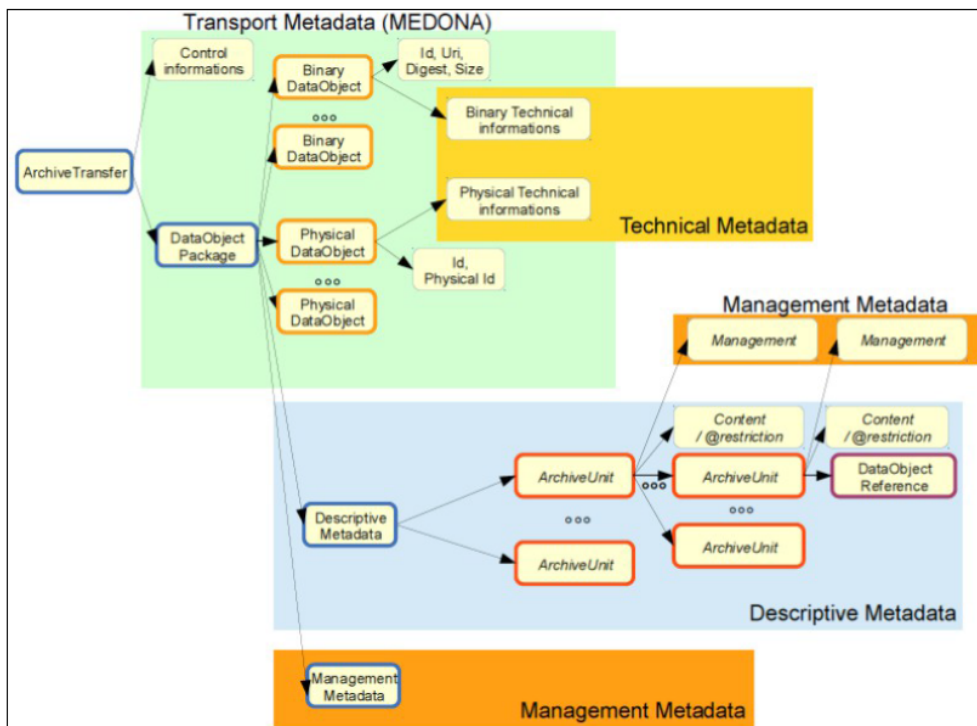 Transport Metadata (MEDONA)
Control
informations
Binary
DataObject
Id, Uri,
Digest, Size
Binary Technical
informations
Binary
DataObject
ArchiveTransfer
Physical Technical
informations
Technical Metadata
DataObject
Package
Physical
DataObject
Id,
Physical Id
Physical
DataObject
Management Metadata
Management
Management
Content
/ @restriction
Content
/ @restriction
ArchiveUnit
ArchiveUnit
DataObject
Reference
Descriptive
Metadata
ArchiveUnit
ArchiveUnit
Descriptive Metadata
Management
Metadata
Management Metadata